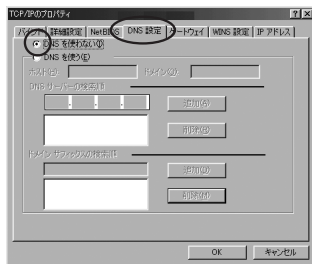 TCP/IPのプロパティ
バインド 詳細設定 NetBIOS DNS 設定 ゲートウェイ WINS 設定 IP アドレス
DNS を使わない(I)
DNS を使う(E)
ホスト(H): ドメイン(O):
DNS サーバーの検索順
追加(A)
削除(R)
ドメイン サフィックスの検索順
追加(D)
削除(M)
OK キャンセル